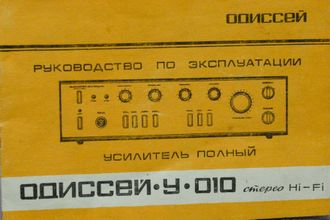 ОДИССЕЙ
РУКОВОДСТВО ПО ЭКСПЛУАТАЦИИ
УСИЛИТЕЛЬ ПОЛНЫЙ
ОДИССЕЙ·У·010 стерео Hi-Fi